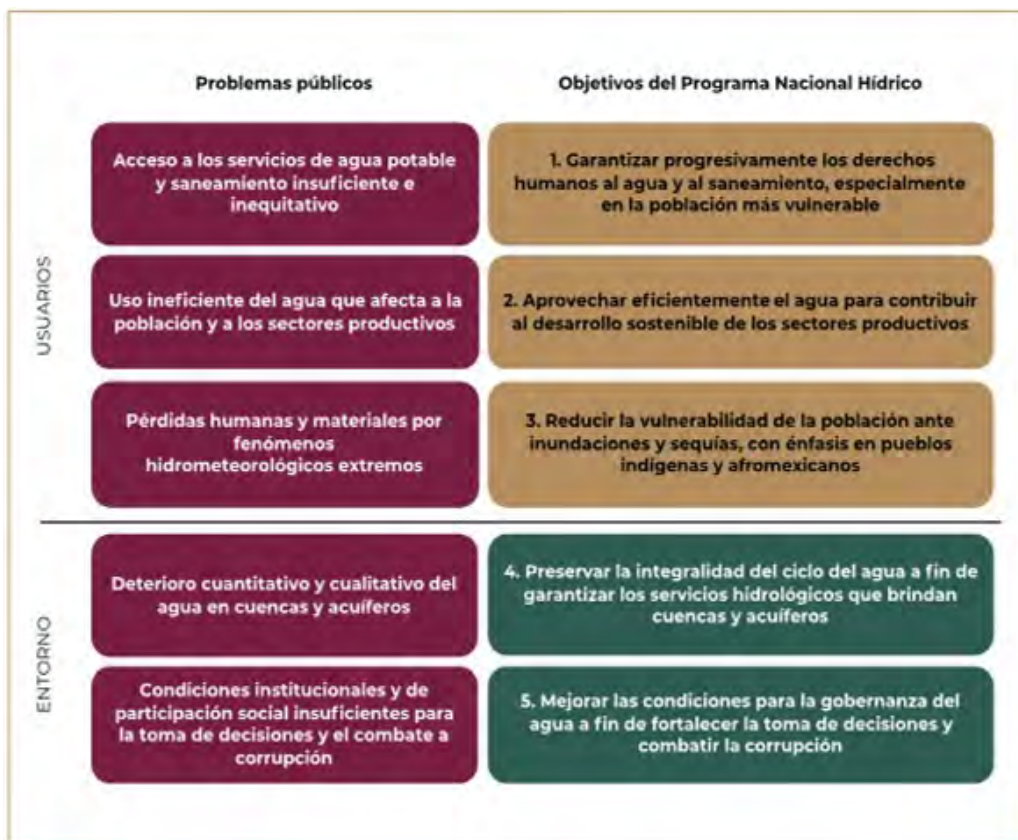 Problemas públicos
Objetivos del Programa Nacional Hídrico
USUARIOS
Acceso a los servicios de agua potable
y saneamiento insuficiente e
inequitativo
1. Garantizar progresivamente los derechos
humanos al agua y al saneamiento, especialmente
en la población más vulnerable
Uso ineficiente del agua que afecta a la
población y a los sectores productivos
2. Aprovechar eficientemente el agua para contribuir
al desarrollo sostenible de los sectores productivos
Pérdidas humanas y materiales por
fenómenos
hidrometeorológicos extremos
3. Reducir la vulnerabilidad de la población ante
inundaciones y sequías, con énfasis en pueblos
indígenas y afromexicanos
ENTORNO
Deterioro cuantitativo y cualitativo del
agua en cuencas y acuíferos
4. Preservar la integralidad del ciclo del agua a fin de
garantizar los servicios hidrológicos que brindan
cuencas y acuíferos
Condiciones institucionales y de
participación social insuficientes para
la toma de decisiones y el combate a
corrupción
5. Mejorar las condiciones para la gobernanza del
agua a fin de fortalecer la toma de decisiones y
combatir la corrupción